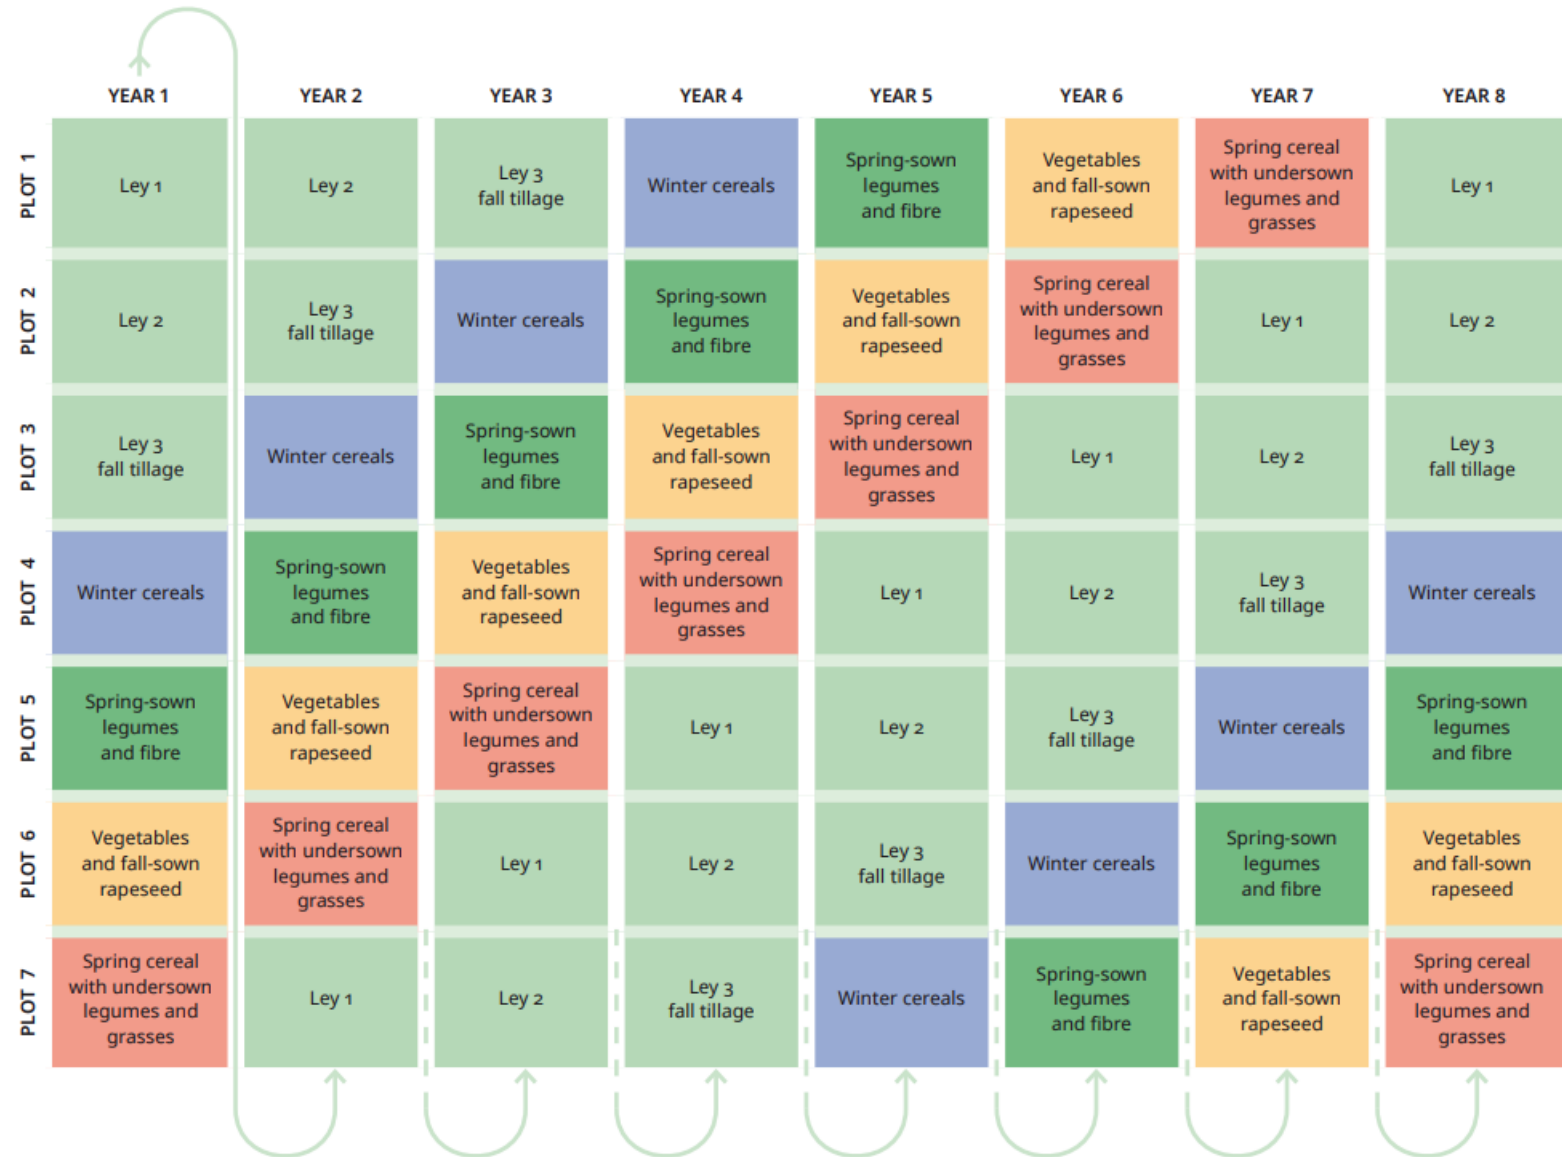 YEAR 1 YEAR 2 YEAR 3 YEAR 4 YEAR 5 YEAR 6 YEAR 7 YEAR 8
PLOT 1
Ley 1
Ley 2
Ley 3
fall tillage
Winter cereals
Spring-sown
legumes
and fibre
Vegetables
and fall-sown
rapeseed
Spring cereal
with undersown
legumes and
grasses
Ley 1
PLOT 2
Ley 2
Ley 3
fall tillage
Winter cereals
Spring-sown
legumes
and fibre
Vegetables
and fall-sown
rapeseed
Spring cereal
with undersown
legumes and
grasses
Ley 1
Ley 2
PLOT 3
Ley 3
fall tillage
Winter cereals
Spring-sown
legumes
and fibre
Vegetables
and fall-sown
rapeseed
Spring cereal
with undersown
legumes and
grasses
Ley 1
Ley 2
Ley 3
fall tillage
PLOT 4
Winter cereals
Spring-sown
legumes
and fibre
Vegetables
and fall-sown
rapeseed
Spring cereal
with undersown
legumes and
grasses
Ley 1
Ley 2
Ley 3
fall tillage
Winter cereals
PLOT 5
Spring-sown
legumes
and fibre
Vegetables
and fall-sown
rapeseed
Spring cereal
with undersown
legumes and
grasses
Ley 1
Ley 2
Ley 3
fall tillage
Winter cereals
Spring-sown
legumes
and fibre
PLOT 6
Vegetables
and fall-sown
rapeseed
Spring cereal
with undersown
legumes and
grasses
Ley 1
Ley 2
Ley 3
fall tillage
Winter cereals
Spring-sown
legumes
and fibre
Vegetables
and fall-sown
rapeseed
PLOT 7
Spring cereal
with undersown
legumes and
grasses
Ley 1
Ley 2
Ley 3
fall tillage
Winter cereals
Spring-sown
legumes
and fibre
Vegetables
and fall-sown
rapeseed
Spring cereal
with undersown
legumes and
grasses